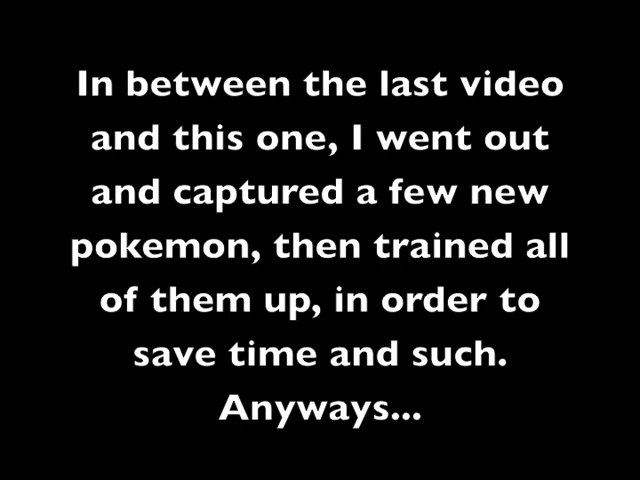 In between the last video
and this one, I went out
and captured a few new
pokemon, then trained all
of them up, in order to
save time and such.
Anyways...